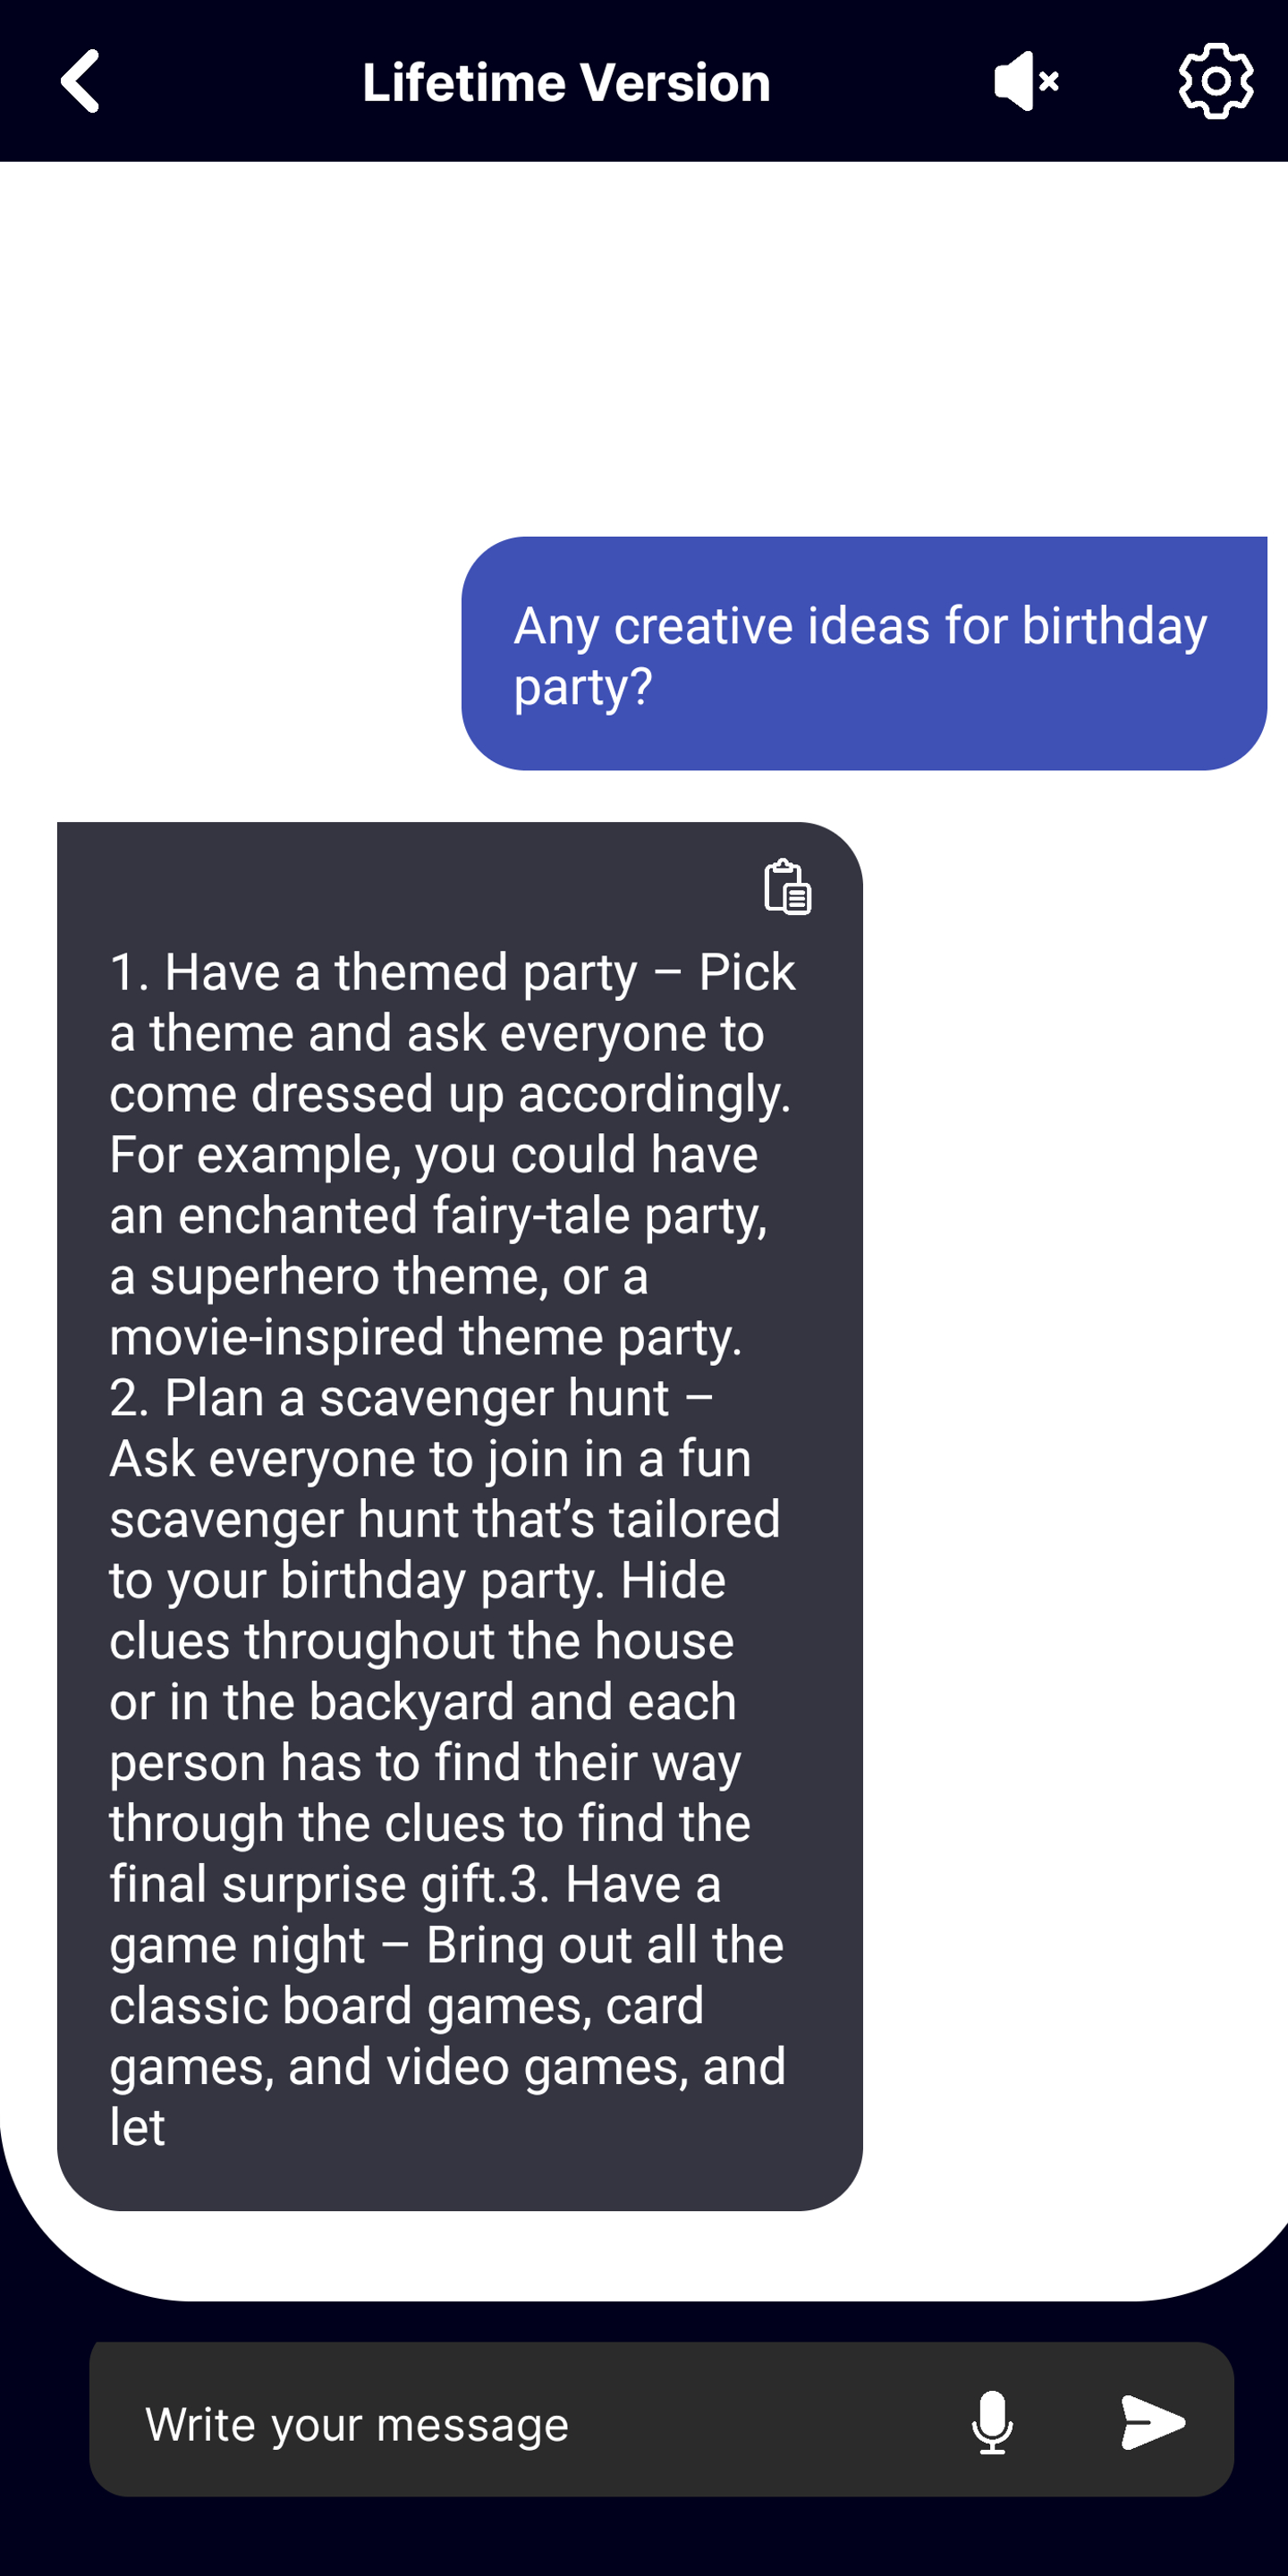 Lifetime Version
Any creative ideas for birthday
party?
1. Have a themed party – Pick
a theme and ask everyone to
come dressed up accordingly.
For example, you could have
an enchanted fairy-tale party,
a superhero theme, or a
movie-inspired theme party.
2. Plan a scavenger hunt –
Ask everyone to join in a fun
scavenger hunt that’s tailored
to your birthday party. Hide
clues throughout the house
or in the backyard and each
person has to find their way
through the clues to find the
final surprise gift.3. Have a
game night – Bring out all the
classic board games, card
games, and video games, and
let
Write your message